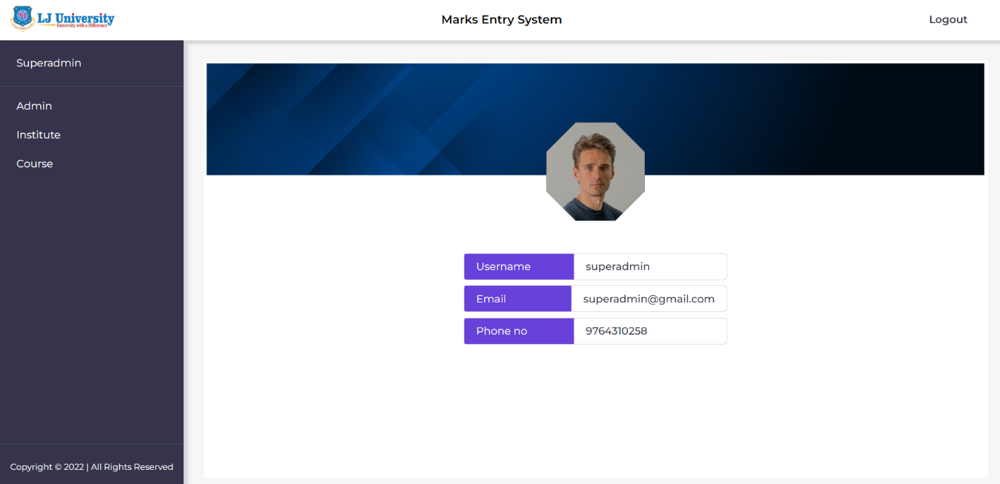 LJ University
University with a Difference
Marks Entry System
Logout
Superadmin
Admin
Institute
Course
Username superadmin
Email superadmin@gmail.com
Phone no 9764310258
Copyright © 2022 | All Rights Reserved